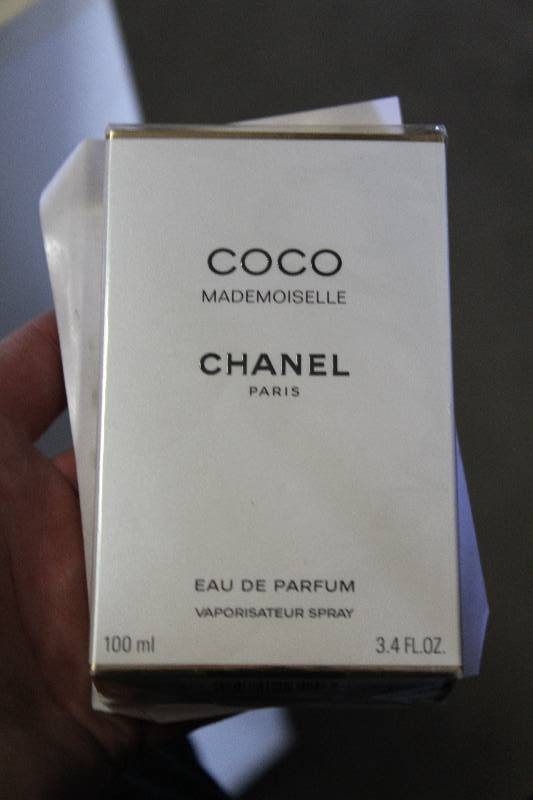 COCO
MADEMOISELLE
CHANEL
PARIS
EAU DE PARFUM
VAPORISATEUR SPRAY
100 ml 3.4 FL.OZ.